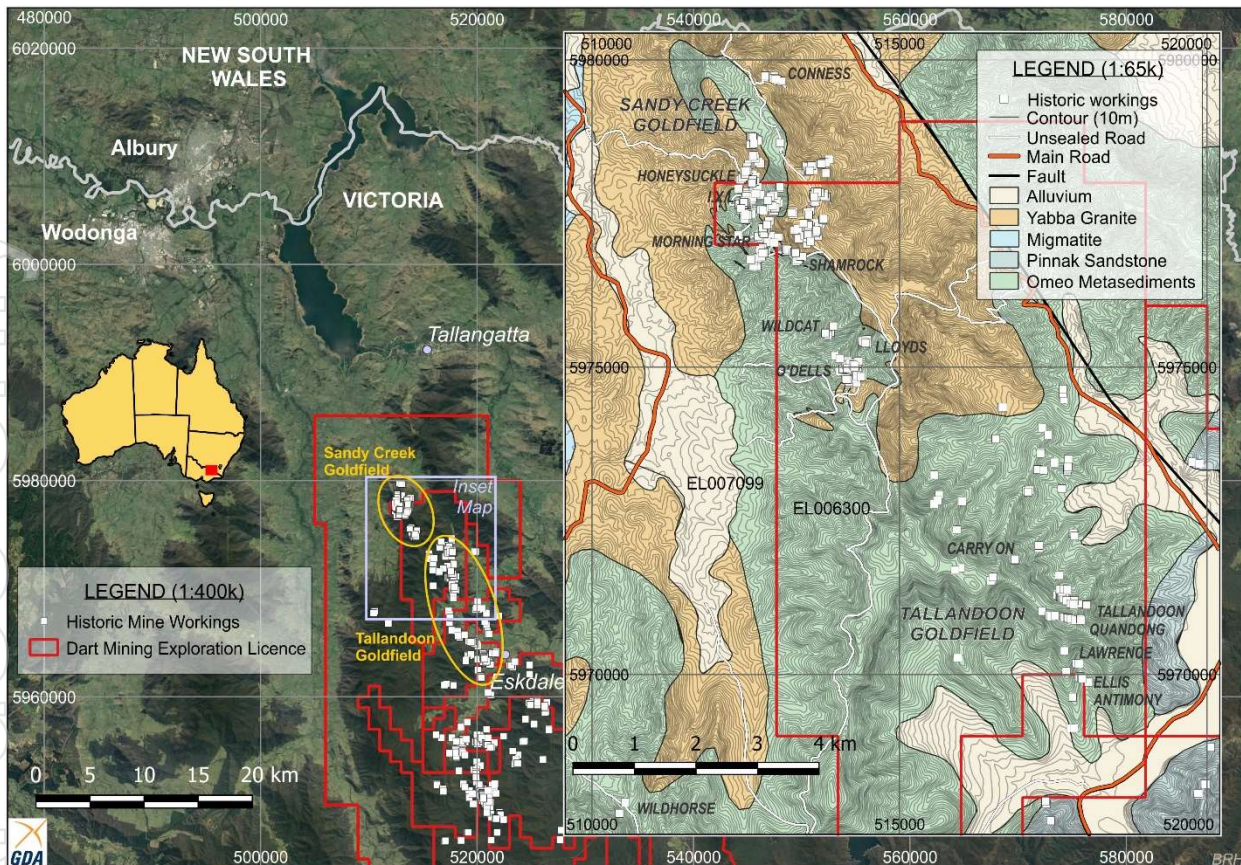 480000
500000
520000
540000
560000
580000
6020000
NEW SOUTH
WALES
Albury
VICTORIA
Wodonga
6000000
Tallangatta
5980000
Sandy Creek
Goldfield
Inset
Map
LEGEND (1:400k)
Historic Mine Workings
Dart Mining Exploration Licence
Tallandoon
Goldfield
Eskdale
5960000
0 5 10 15 20 km
GDA
500000
520000
540000
560000
580000
510000
515000
520000
5980000
CONNESS
SANDY CREEK
GOLDFIELD
HONEYSUCKLE
I.X.L.
MORNING STAR
SHAMROCK
WILDCAT
LLOYDS
5975000
5975000
O'DELLS
EL007099
EL006300
CARRY ON
TALLANDOON
GOLDFIELD
TALLANDOON
QUANDONG
LAWRENCE
5970000
5970000
ELLIS
ANTIMONY
0 1 2 3 4 km
WILDHORSE
510000
515000
520000
LEGEND (1:65k)
Historic workings
Contour (10m)
Unsealed Road
Main Road
Fault
Alluvium
Yabba Granite
Migmatite
Pinnak Sandstone
Omeo Metasediments